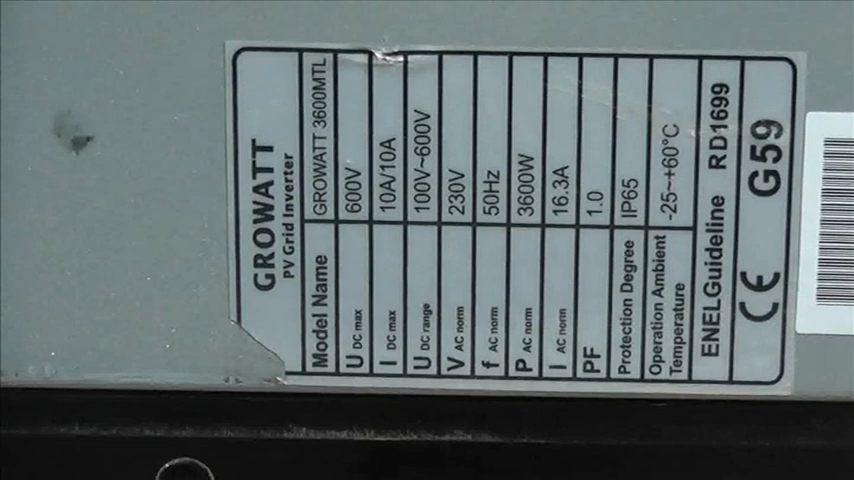 GROWATT
PV Grid Inverter
Model Name GROWATT 3600MTL
U DC max 600V
I DC max 10A/10A
U DC range 100V~600V
V AC norm 230V
f AC norm 50Hz
P AC nom 3600W
I AC norm 16.3A
PF 1.0
Protection Degree IP65
Operation Ambient
Temperature -25~+60°C
ENELGuideline RD1699
CE G59